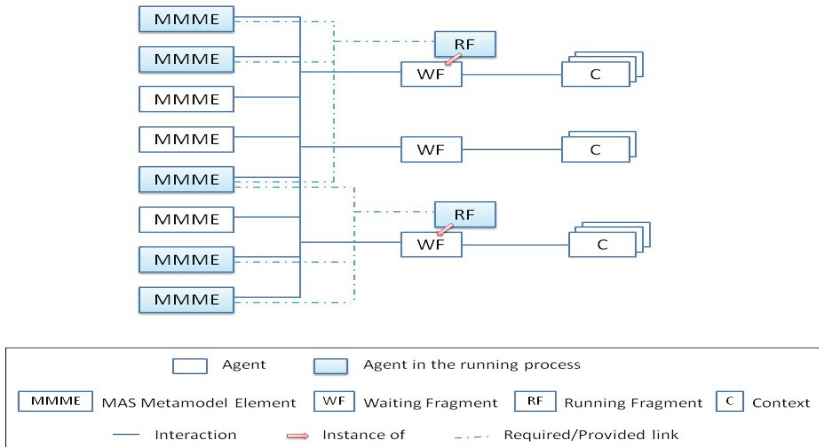 MMME
RF
MMME
WF
C
MMME
MMME
WF
C
MMME
RF
MMME
WF
C
MMME
MMME
Agent
Agent in the running process
MMME MAS Metamodel Element WF Waiting Fragment RF Running Fragment C Context
Interaction Instance of Required/Provided link